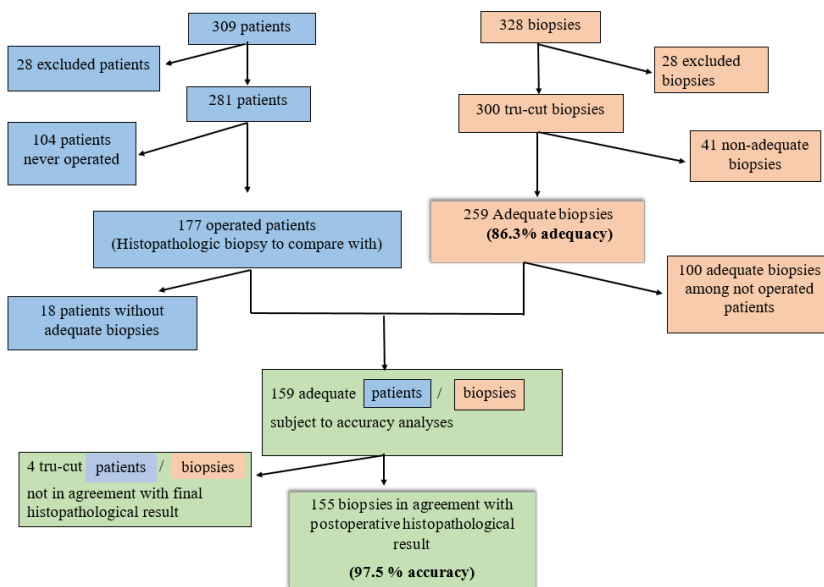 309 patients
328 biopsies
28 excluded patients
28 excluded
biopsies
281 patients
300 tru-cut biopsies
104 patients
never operated
41 non-adequate
biopsies
177 operated patients
(Histopathologic biopsy to compare with)
259 Adequate biopsies
(86.3% adequacy)
18 patients without
adequate biopsies
100 adequate biopsies
among not operated
patients
159 adequate patients / biopsies
subject to accuracy analyses
4 tru-cut patients / biopsies
not in agreement with final
histopathological result
155 biopsies in agreement with
postoperative histopathological
result
(97.5 % accuracy)